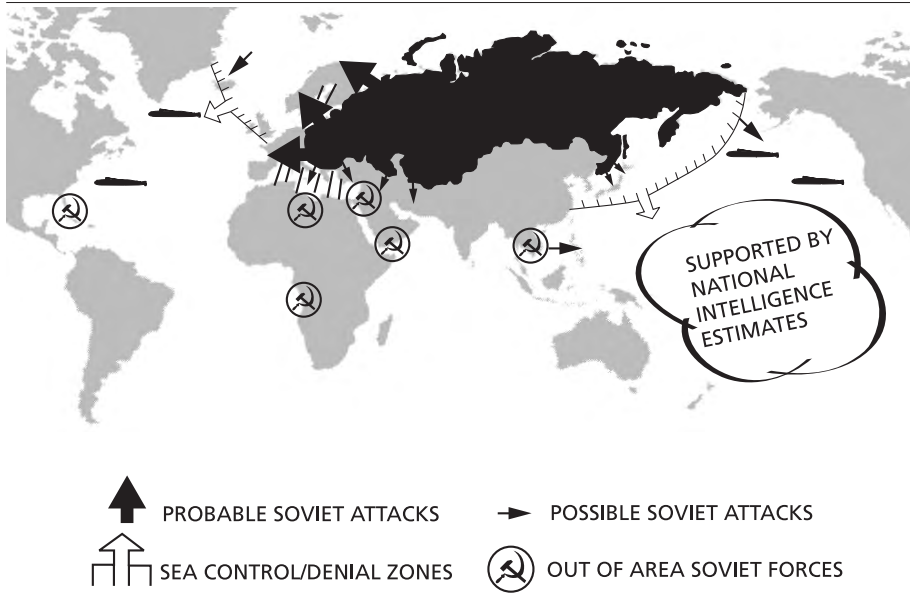 SUPPORTED BY
NATIONAL
INTELLIGENCE
ESTIMATES
PROBABLE SOVIET ATTACKS
POSSIBLE SOVIET ATTACKS
SEA CONTROL/DENIAL ZONES
OUT OF AREA SOVIET FORCES